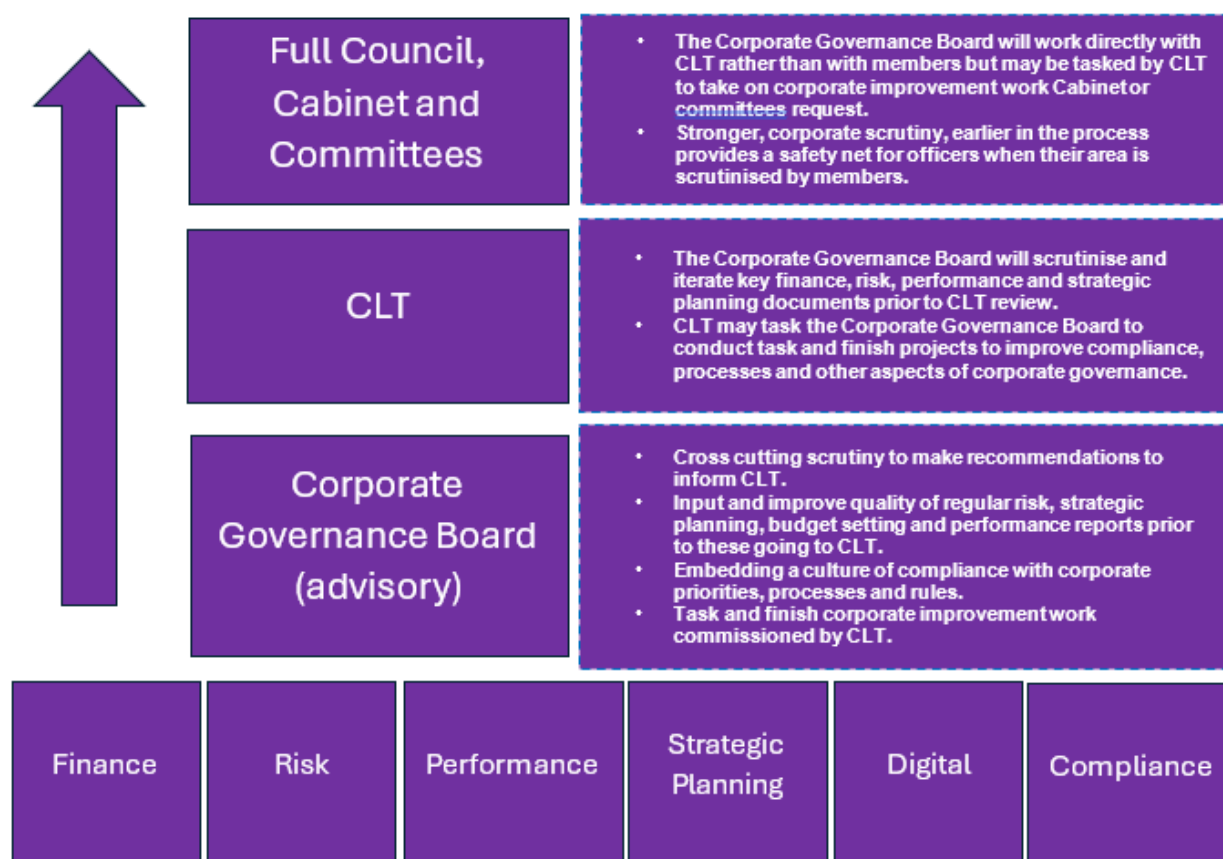 Full Council,
Cabinet and
Committees
• The Corporate Governance Board will work directly with
CLT rather than with members but may be tasked by CLT
to take on corporate improvement work Cabinet or
committees request.
• Stronger, corporate scrutiny, earlier in the process
provides a safety net for officers when their area is
scrutinised by members.
CLT
• The Corporate Governance Board will scrutinise and
iterate key finance, risk, performance and strategic
planning documents prior to CLT review.
• CLT may task the Corporate Governance Board to
conduct task and finish projects to improve compliance,
processes and other aspects of corporate governance.
Corporate
Governance Board
(advisory)
• Cross cutting scrutiny to make recommendations to
inform CLT.
• Input and improve quality of regular risk, strategic
planning, budget setting and performance reports prior
to these going to CLT.
• Embedding a culture of compliance with corporate
priorities, processes and rules.
• Task and finish corporate improvement work
commissioned by CLT.
Finance
Risk
Performance
Strategic
Planning
Digital
Compliance